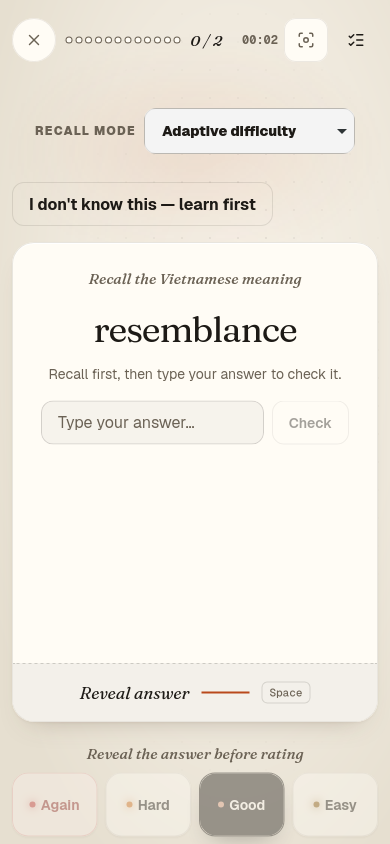 0/2 00:02
RECALL MODE Adaptive difficulty
I don't know this — learn first
Recall the Vietnamese meaning
resemblance
Recall first, then type your answer to check it.
Type your answer... Check
Reveal answer Space
Reveal the answer before rating
Again Hard Good Easy